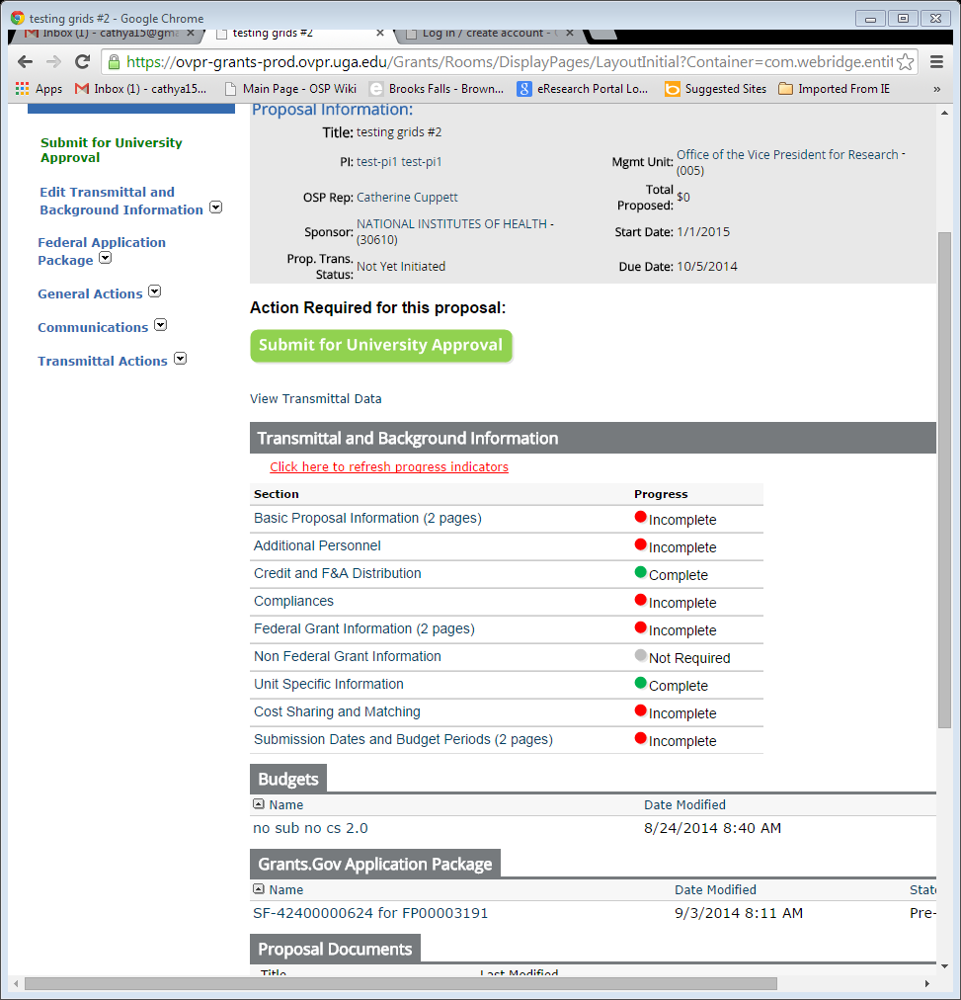 testing grids #2 - Google Chrome
Inbox (1) - cathya15@gma
testing grids #2
Log in / create account -
https://ovpr-grants-prod.ovpr.uga.edu/Grants/Rooms/DisplayPages/LayoutInitial?Container=com.webridge.entit
Apps Inbox (1) - cathya15... Main Page - OSP Wiki Brooks Falls - Brown... eResearch Portal Lo... Suggested Sites Imported From IE »
Submit for University
Approval
Edit Transmittal and
Background Information
Federal Application
Package
General Actions
Communications
Transmittal Actions
Proposal Information:
Title: testing grids #2
PI: test-pi1 test-pi1
Mgmt Unit: Office of the Vice President for Research -
(005)
OSP Rep: Catherine Cuppett
Total
Proposed: $0
Sponsor: NATIONAL INSTITUTES OF HEALTH -
(30610)
Start Date: 1/1/2015
Prop. Trans.
Status: Not Yet Initiated
Due Date: 10/5/2014
Action Required for this proposal:
Submit for University Approval
View Transmittal Data
Transmittal and Background Information
Click here to refresh progress indicators
Section Progress
Basic Proposal Information (2 pages) Incomplete
Additional Personnel Incomplete
Credit and F&A Distribution Complete
Compliances Incomplete
Federal Grant Information (2 pages) Incomplete
Non Federal Grant Information Not Required
Unit Specific Information Complete
Cost Sharing and Matching Incomplete
Submission Dates and Budget Periods (2 pages) Incomplete
Budgets
Name Date Modified
no sub no cs 2.0 8/24/2014 8:40 AM
Grants.Gov Application Package
Name Date Modified State
SF-42400000624 for FP00003191 9/3/2014 8:11 AM Pre-
Proposal Documents
Title Last Modified